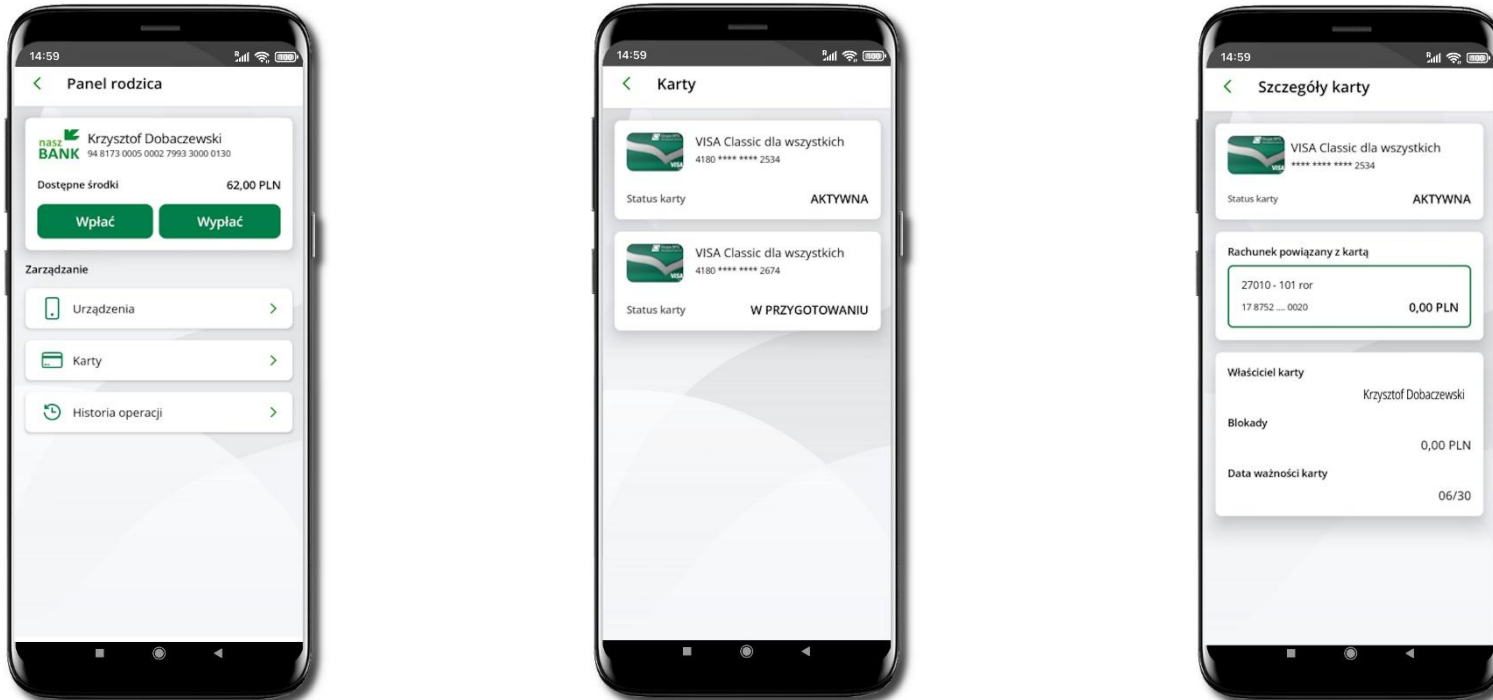 14:59
Panel rodzica
nasz BANK
Krzysztof Dobaczewski
94 8173 0005 0002 7993 3000 0130
Dostępne środki 62,00 PLN
Wpłać Wypłać
Zarządzanie
Urządzenia
Karty
Historia operacji
14:59
Karty
VISA Classic dla wszystkich
4180 **** **** 2534
VISA
Status karty AKTYWNA
VISA Classic dla wszystkich
4180 **** **** 2674
VISA
Status karty W PRZYGOTOWANIU
14:59
Szczegóły karty
VISA Classic dla wszystkich
**** **** **** 2534
VISA
Status karty AKTYWNA
Rachunek powiązany z kartą
27010 - 101 ror
17 8752 .... 0020 0,00 PLN
Właściciel karty
Krzysztof Dobaczewski
Blokady
0,00 PLN
Data ważności karty
06/30